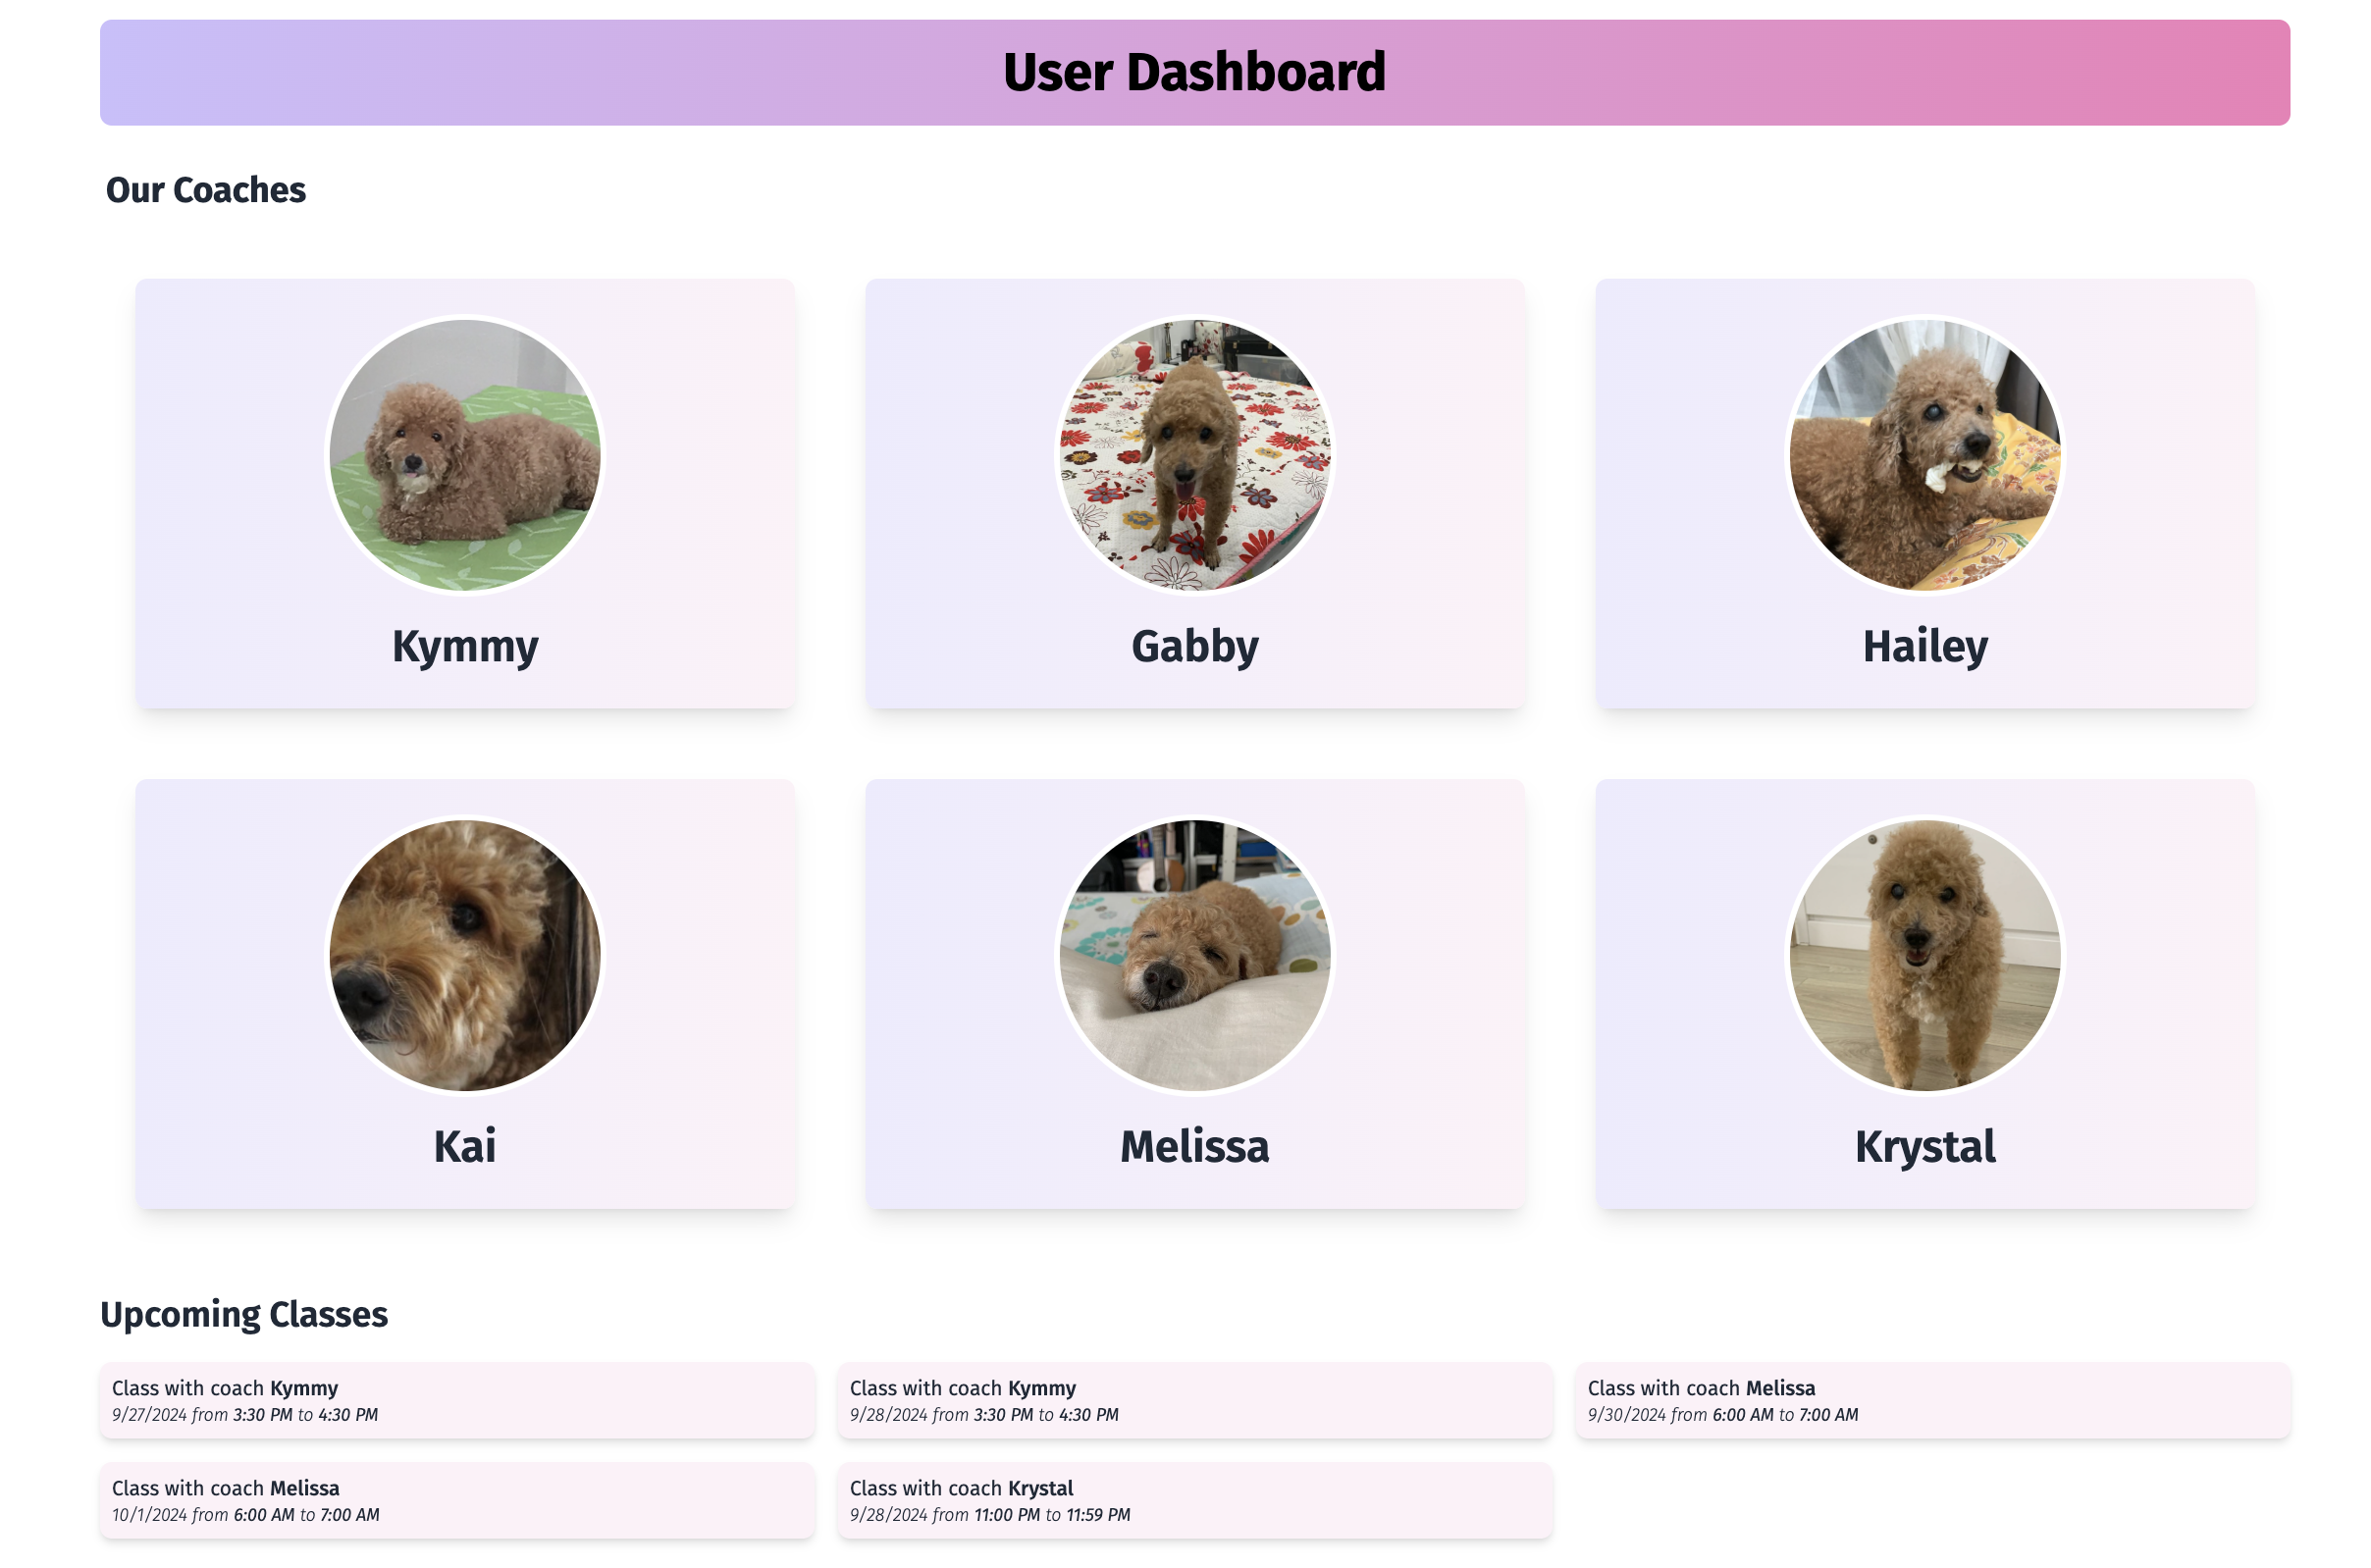 User Dashboard
Our Coaches
Kymmy
Gabby
Hailey
Kai
Melissa
Krystal
Upcoming Classes
Class with coach Kymmy
9/27/2024 from 3:30 PM to 4:30 PM
Class with coach Kymmy
9/28/2024 from 3:30 PM to 4:30 PM
Class with coach Melissa
9/30/2024 from 6:00 AM to 7:00 AM
Class with coach Melissa
10/1/2024 from 6:00 AM to 7:00 AM
Class with coach Krystal
9/28/2024 from 11:00 PM to 11:59 PM